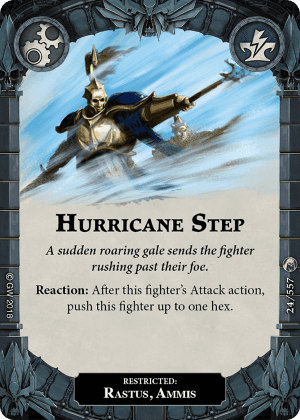 Hurricane Step
A sudden roaring gale sends the fighter
rushing past their foe.
Reaction: After this fighter's Attack action,
push this fighter up to one hex.
© GW 2018
24/557
RESTRICTED:
Rastus, Ammis